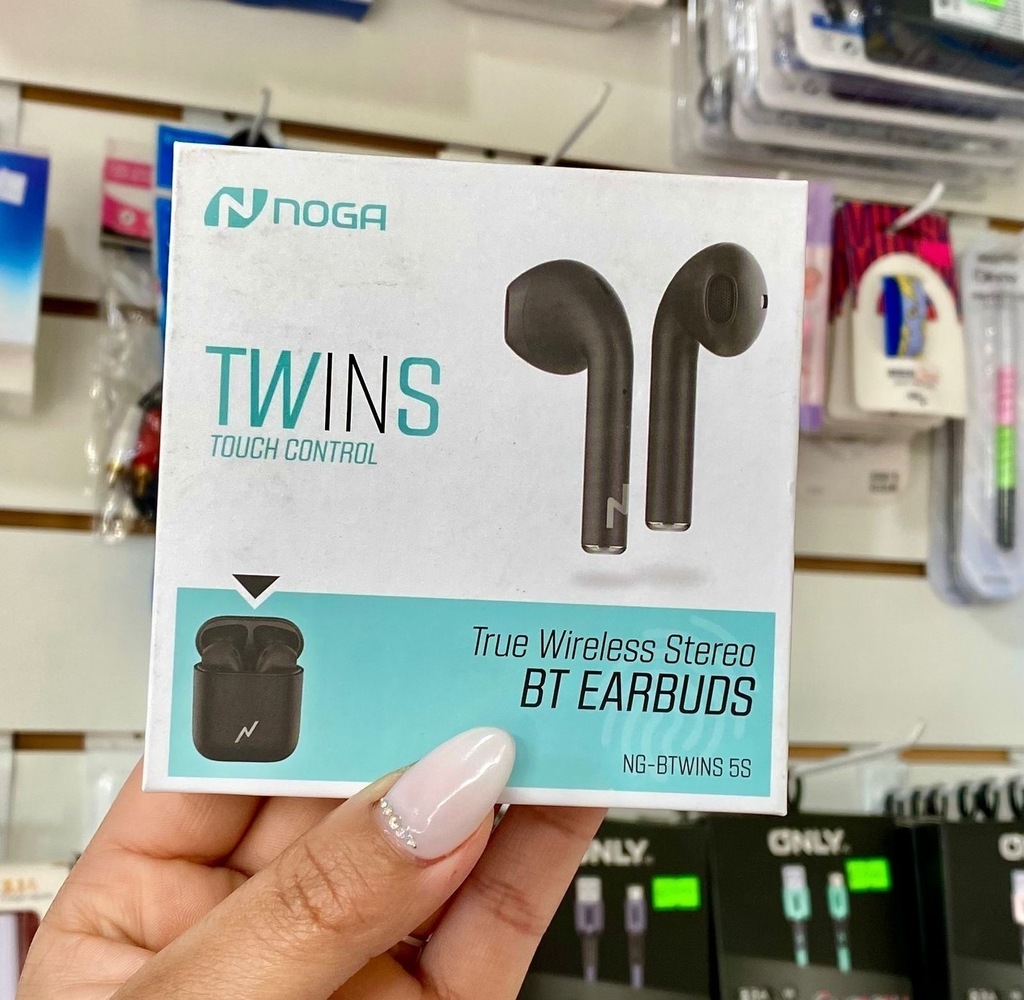 NOGA
TWINS
TOUCH CONTROL
True Wireless Stereo
BT EARBUDS
NG-BTWINS 5S
ONLY
ONLY